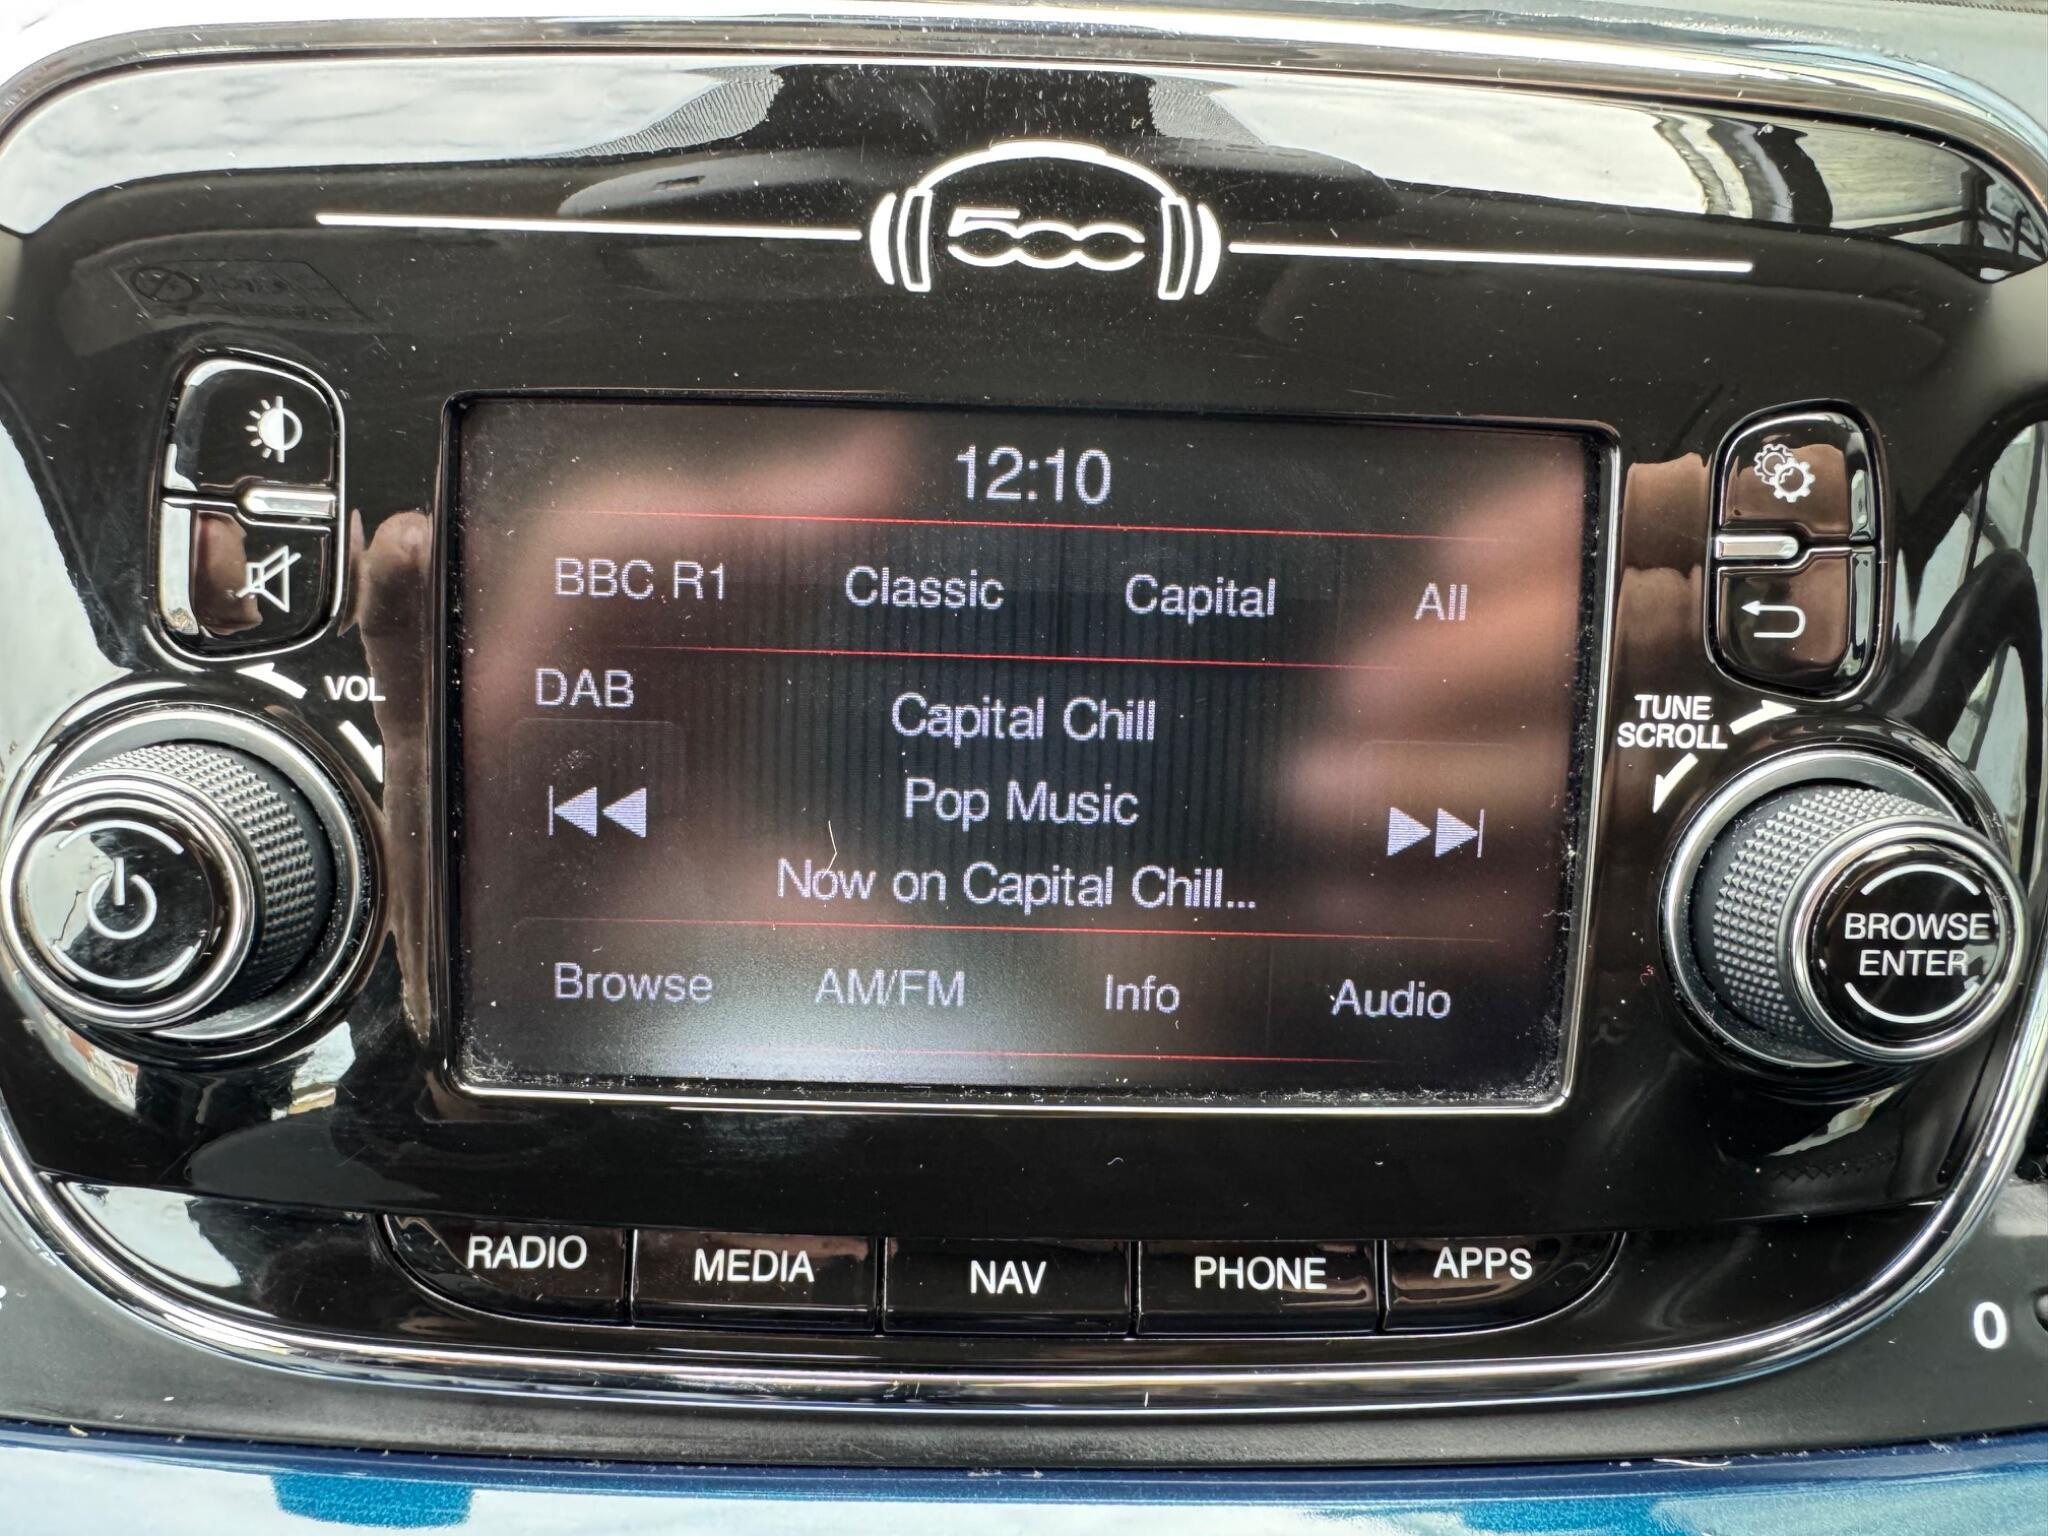 500
12:10
BBC R1 Classic Capital All
DAB
Capital Chill
Pop Music
Now on Capital Chill...
Browse AM/FM Info Audio
VOL
TUNE
SCROLL
BROWSE
ENTER
RADIO MEDIA NAV PHONE APPS
0